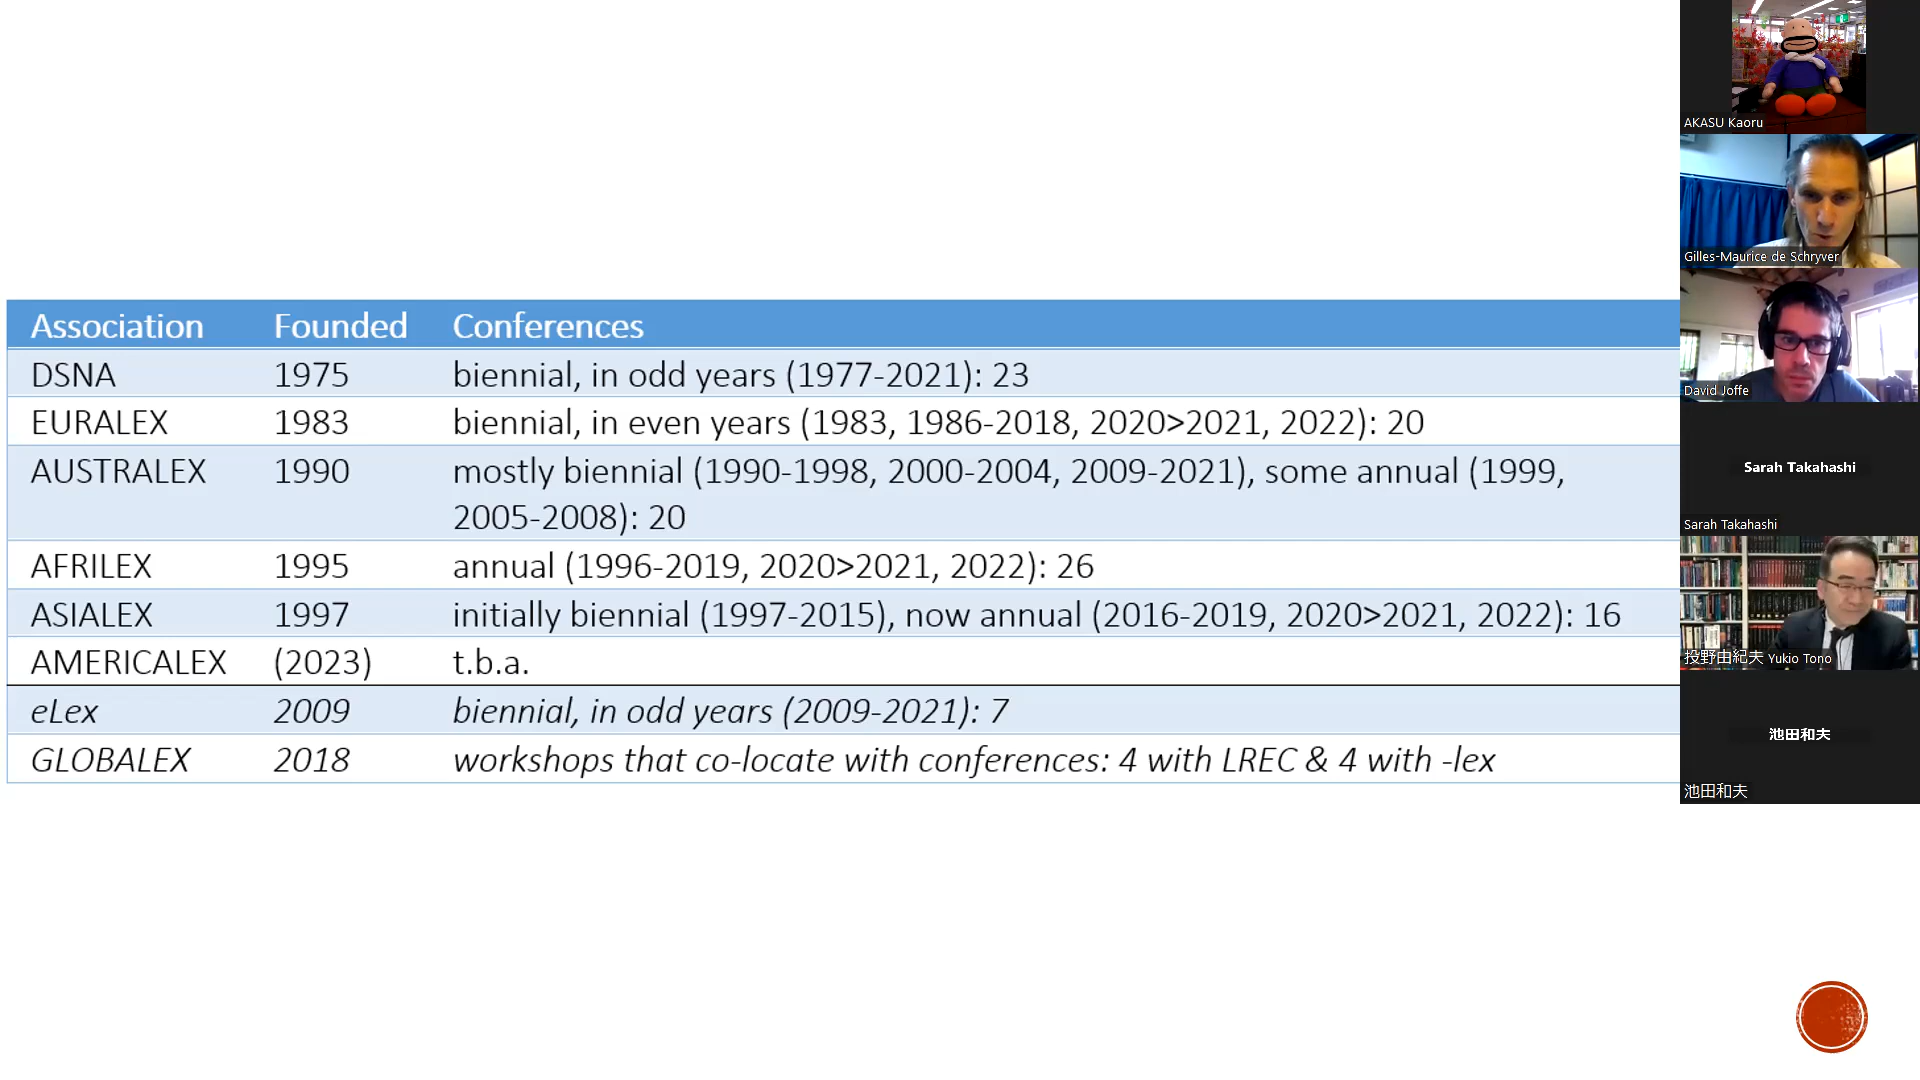 Association Founded Conferences
DSNA 1975 biennial, in odd years (1977-2021): 23
EURALEX 1983 biennial, in even years (1983, 1986-2018, 2020>2021, 2022): 20
AUSTRALEX 1990 mostly biennial (1990-1998, 2000-2004, 2009-2021), some annual (1999,
2005-2008): 20
AFRILEX 1995 annual (1996-2019, 2020>2021, 2022): 26
ASIALEX 1997 initially biennial (1997-2015), now annual (2016-2019, 2020>2021, 2022): 16
AMERICALEX (2023) t.b.a.
eLex 2009 biennial, in odd years (2009-2021): 7
GLOBALEX 2018 workshops that co-locate with conferences: 4 with LREC & 4 with -lex
AKASU Kaoru
Gilles-Maurice de Schryver
David Joffe
Sarah Takahashi
Sarah Takahashi
投野由紀夫 Yukio Tono
池田和夫
池田和夫